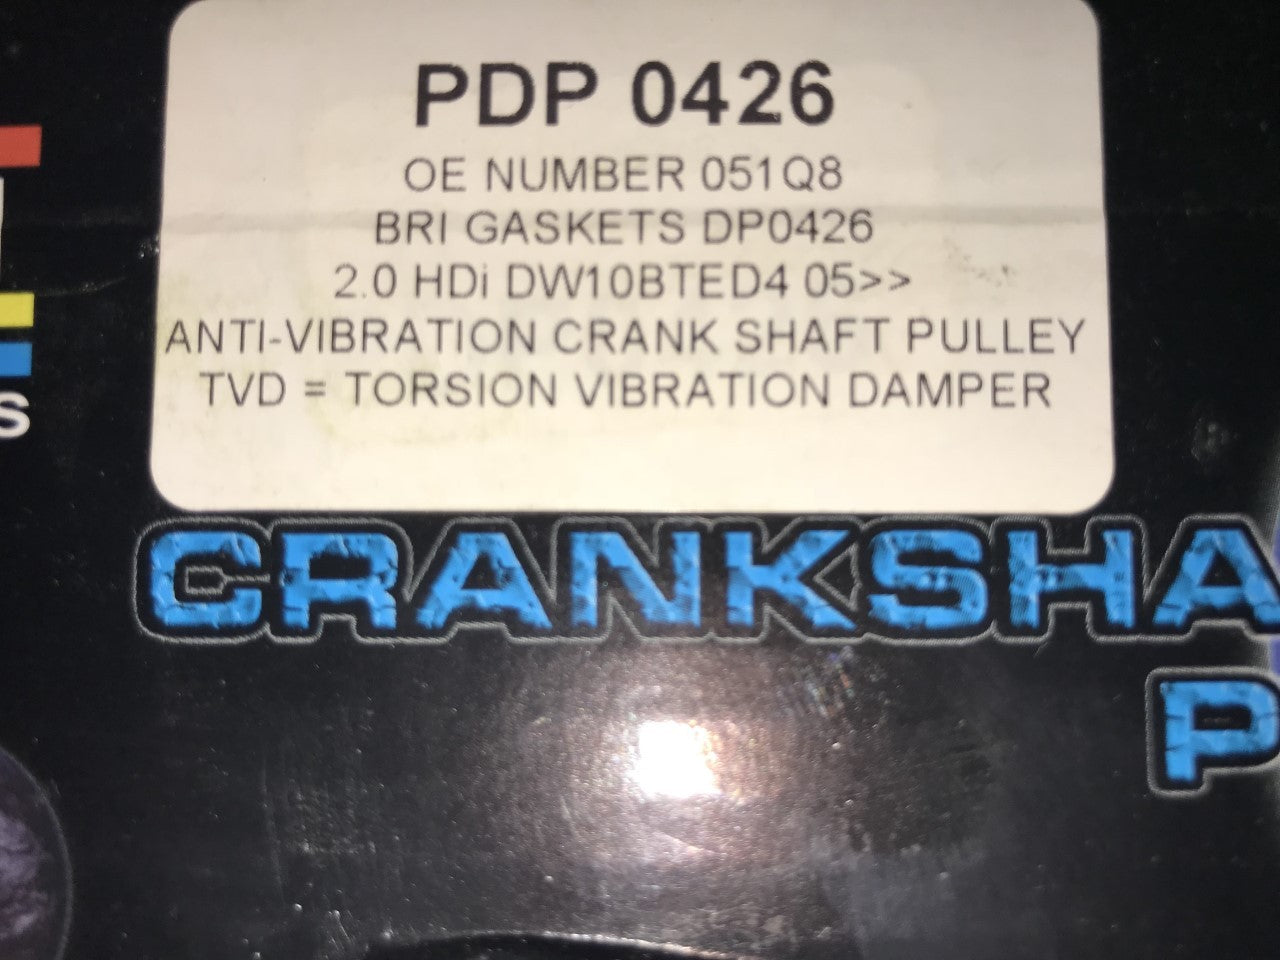 PDP 0426
OE NUMBER 051Q8
BRI GASKETS DP0426
2.0 HDi DW10BTED4 05>>
ANTI-VIBRATION CRANK SHAFT PULLEY
TVD = TORSION VIBRATION DAMPER
S
CRANKSHA
P